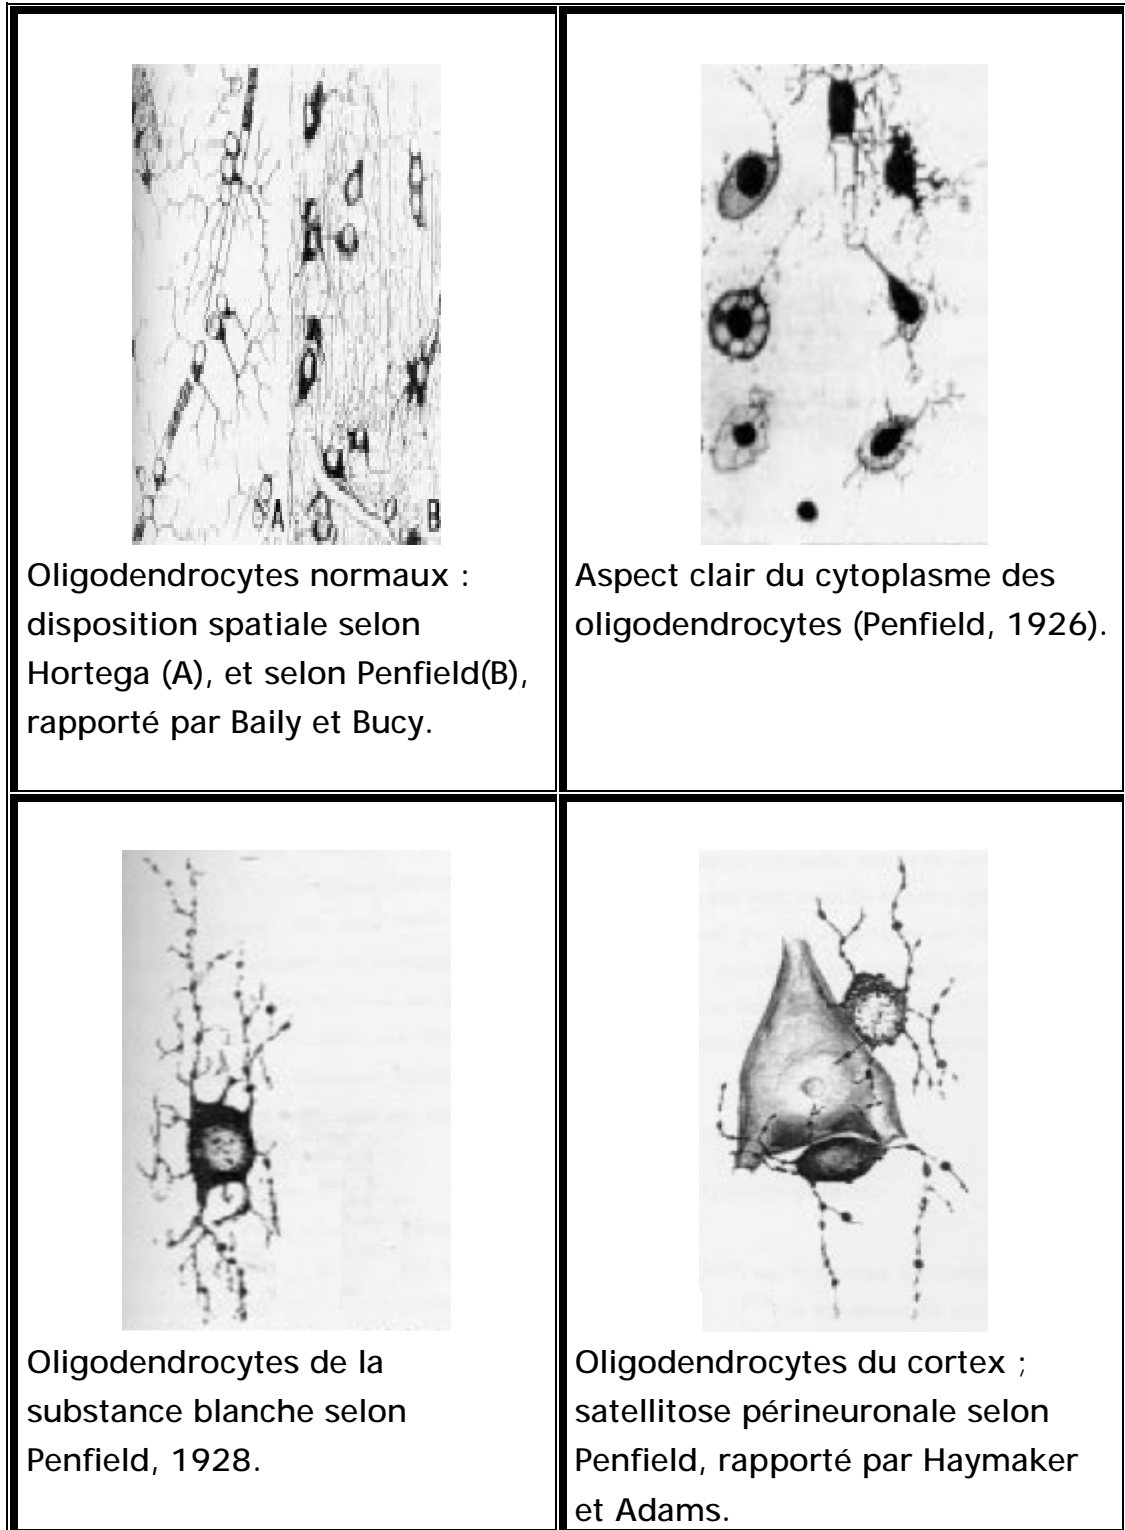 A
B
Oligodendrocytes normaux :
disposition spatiale selon
Hortega (A), et selon Penfield(B),
rapporté par Baily et Bucy.
Aspect clair du cytoplasme des
oligodendrocytes (Penfield, 1926).
Oligodendrocytes de la
substance blanche selon
Penfield, 1928.
Oligodendrocytes du cortex ;
satellitose périneuronale selon
Penfield, rapporté par Haymaker
et Adams.